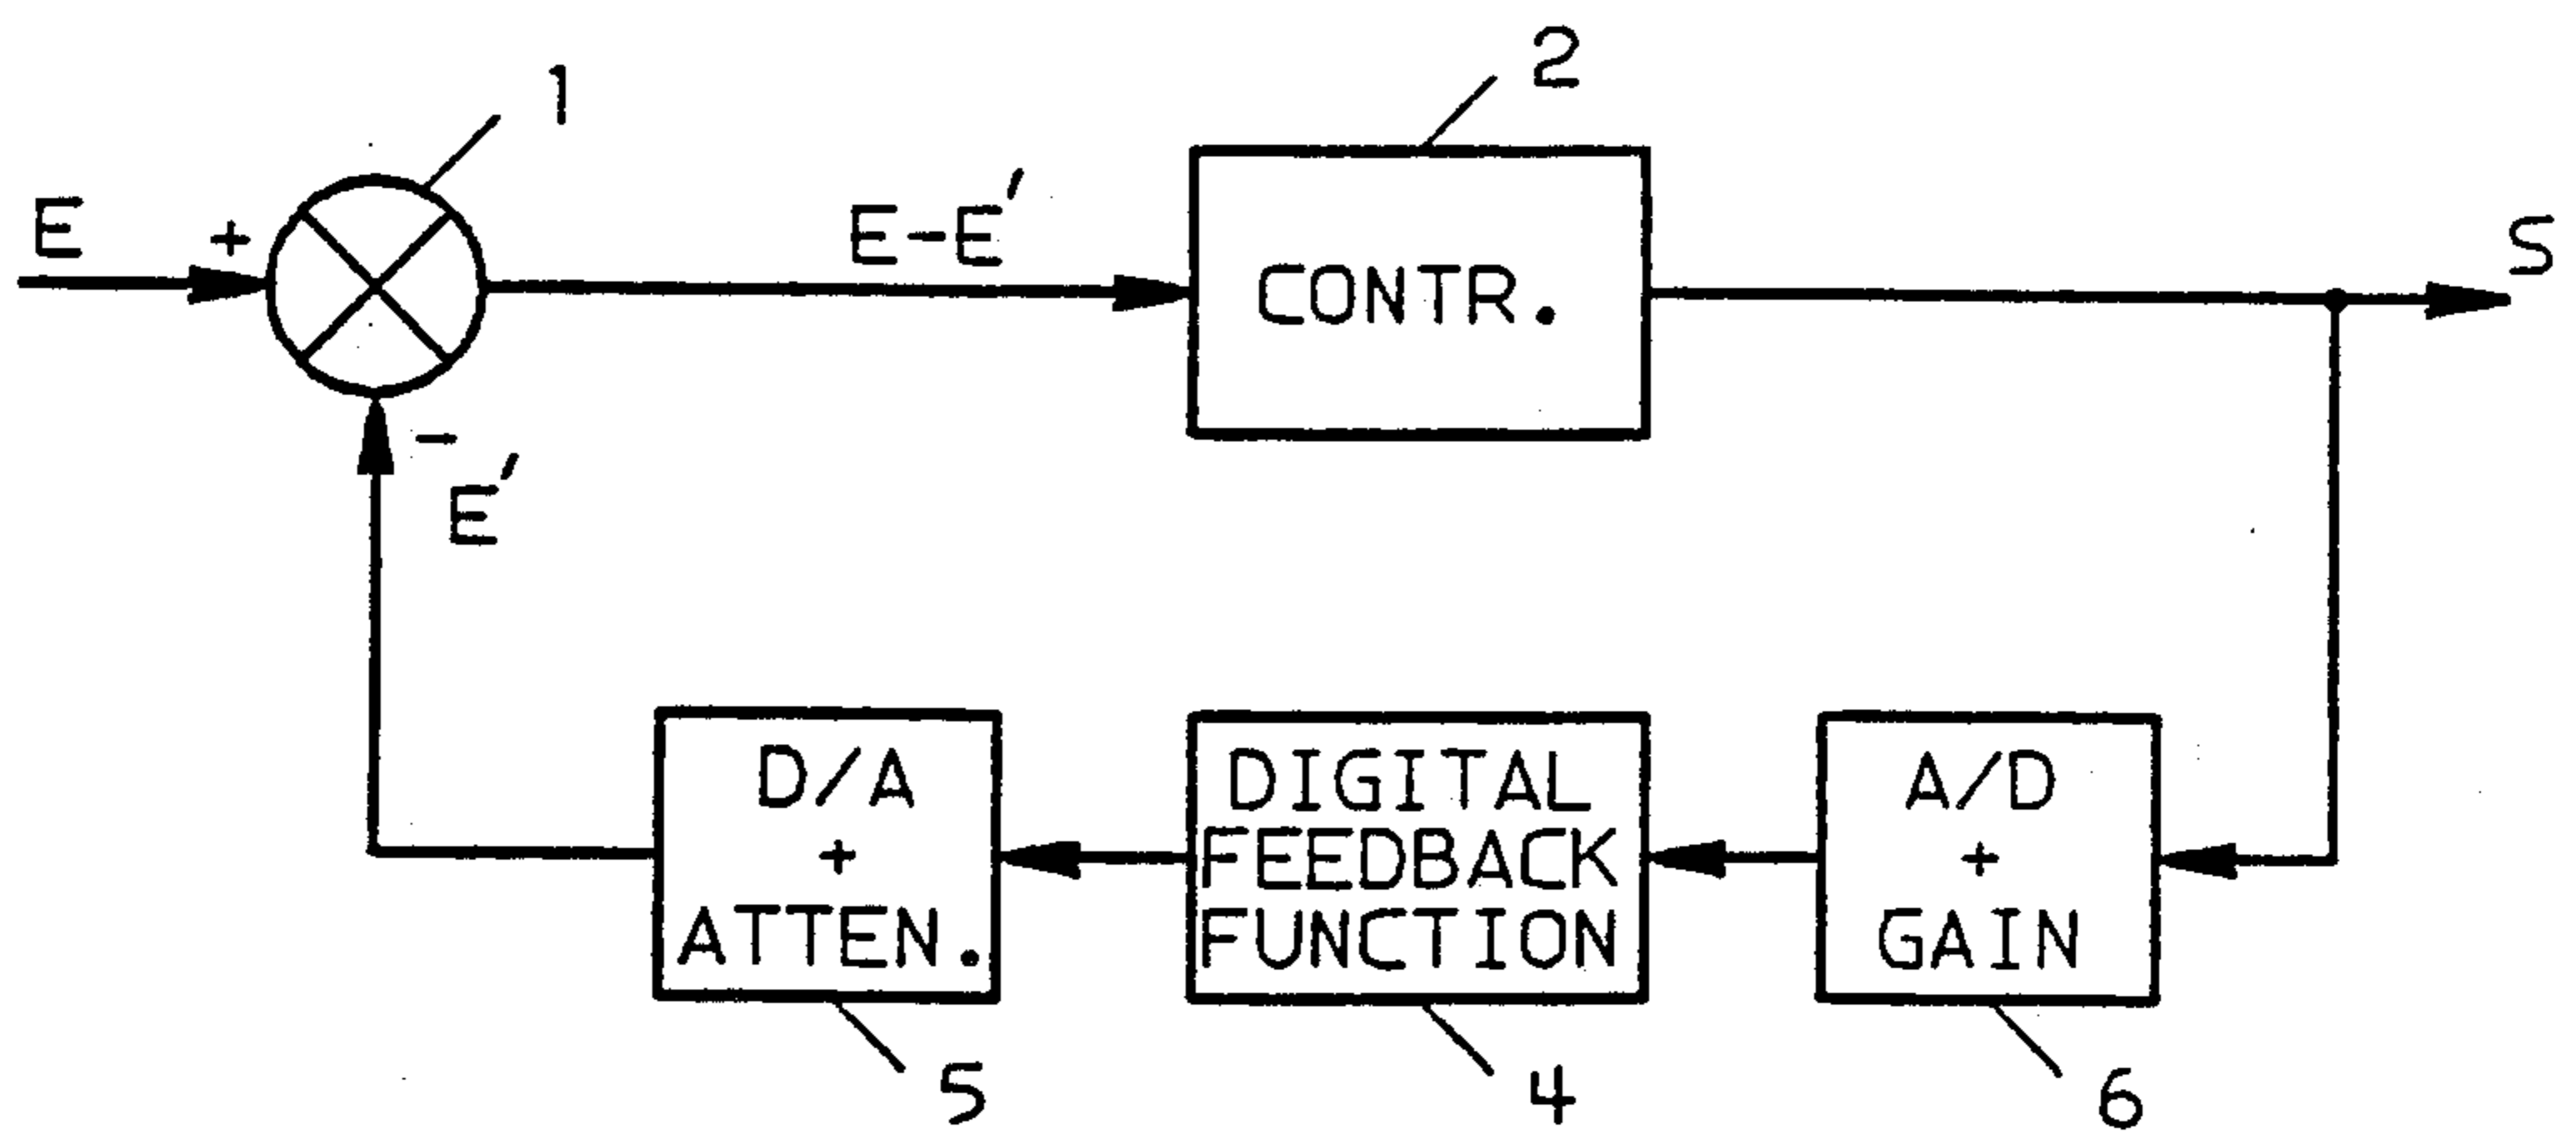 1
2
E
+
E-E'
CONTR.
S
-
E'
D/A
+
ATTEN.
DIGITAL
FEEDBACK
FUNCTION
A/D
+
GAIN
5
4
6